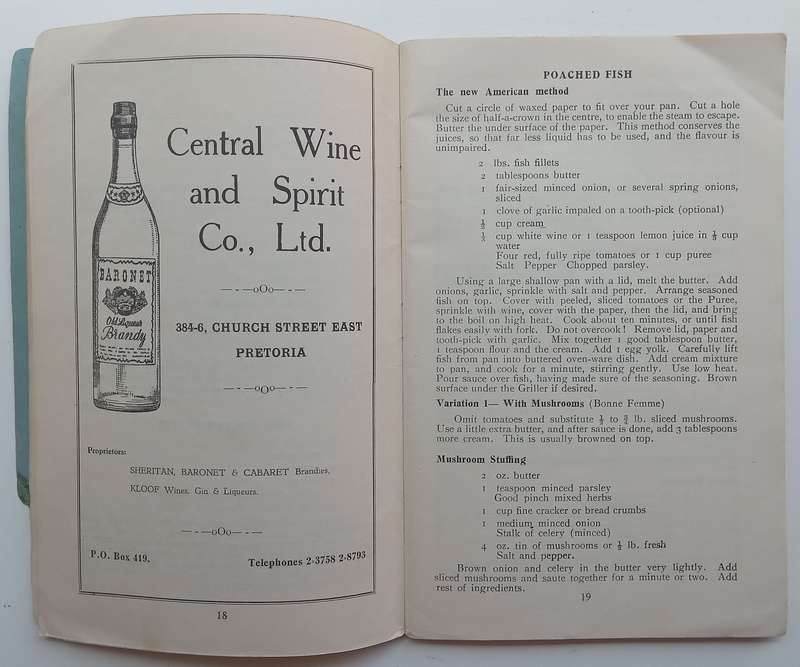 Central Wine
and Spirit
Co., Ltd.
BARONET
Old Liqueur
Brandy
384-6, CHURCH STREET EAST
PRETORIA
Proprietors:
SHERITAN, BARONET & CABARET Brandies.
KLOOF Wines, Gin & Liqueurs.
P.O. Box 419.
Telephones 2-3758 2-8793
18
POACHED FISH
The new American method
Cut a circle of waxed paper to fit over your pan. Cut a hole
the size of half-a-crown in the centre, to enable the steam to escape.
Butter the under surface of the paper. This method conserves the
juices, so that far less liquid has to be used, and the flavour is
unimpaired.
2 lbs. fish fillets
2 tablespoons butter
1 fair-sized minced onion, or several spring onions,
sliced
1 clove of garlic impaled on a tooth-pick (optional)
½ cup cream
⅓ cup white wine or 1 teaspoon lemon juice in ⅓ cup
water
Four red, fully ripe tomatoes or 1 cup puree
Salt Pepper Chopped parsley.
Using a large shallow pan with a lid, melt the butter. Add
onions, garlic, sprinkle with salt and pepper. Arrange seasoned
fish on top. Cover with peeled, sliced tomatoes or the Puree,
sprinkle with wine, cover with the paper, then the lid, and bring
to the boil on high heat. Cook about ten minutes, or until fish
flakes easily with fork. Do not overcook! Remove lid, paper and
tooth-pick with garlic. Mix together 1 good tablespoon butter,
1 teaspoon flour and the cream. Add 1 egg yolk. Carefully lift
fish from pan into buttered oven-ware dish. Add cream mixture
to pan, and cook for a minute, stirring gently. Use low heat.
Pour sauce over fish, having made sure of the seasoning. Brown
surface under the Griller if desired.
Variation 1— With Mushrooms (Bonne Femme)
Omit tomatoes and substitute ½ to ¾ lb. sliced mushrooms.
Use a little extra butter, and after sauce is done, add 3 tablespoons
more cream. This is usually browned on top.
Mushroom Stuffing
2 oz. butter
1 teaspoon minced parsley
Good pinch mixed herbs
1 cup fine cracker or bread crumbs
1 medium minced onion
Stalk of celery (minced)
4 oz. tin of mushrooms or ½ lb. fresh
Salt and pepper.
Brown onion and celery in the butter very lightly. Add
sliced mushrooms and saute together for a minute or two. Add
rest of ingredients.
19